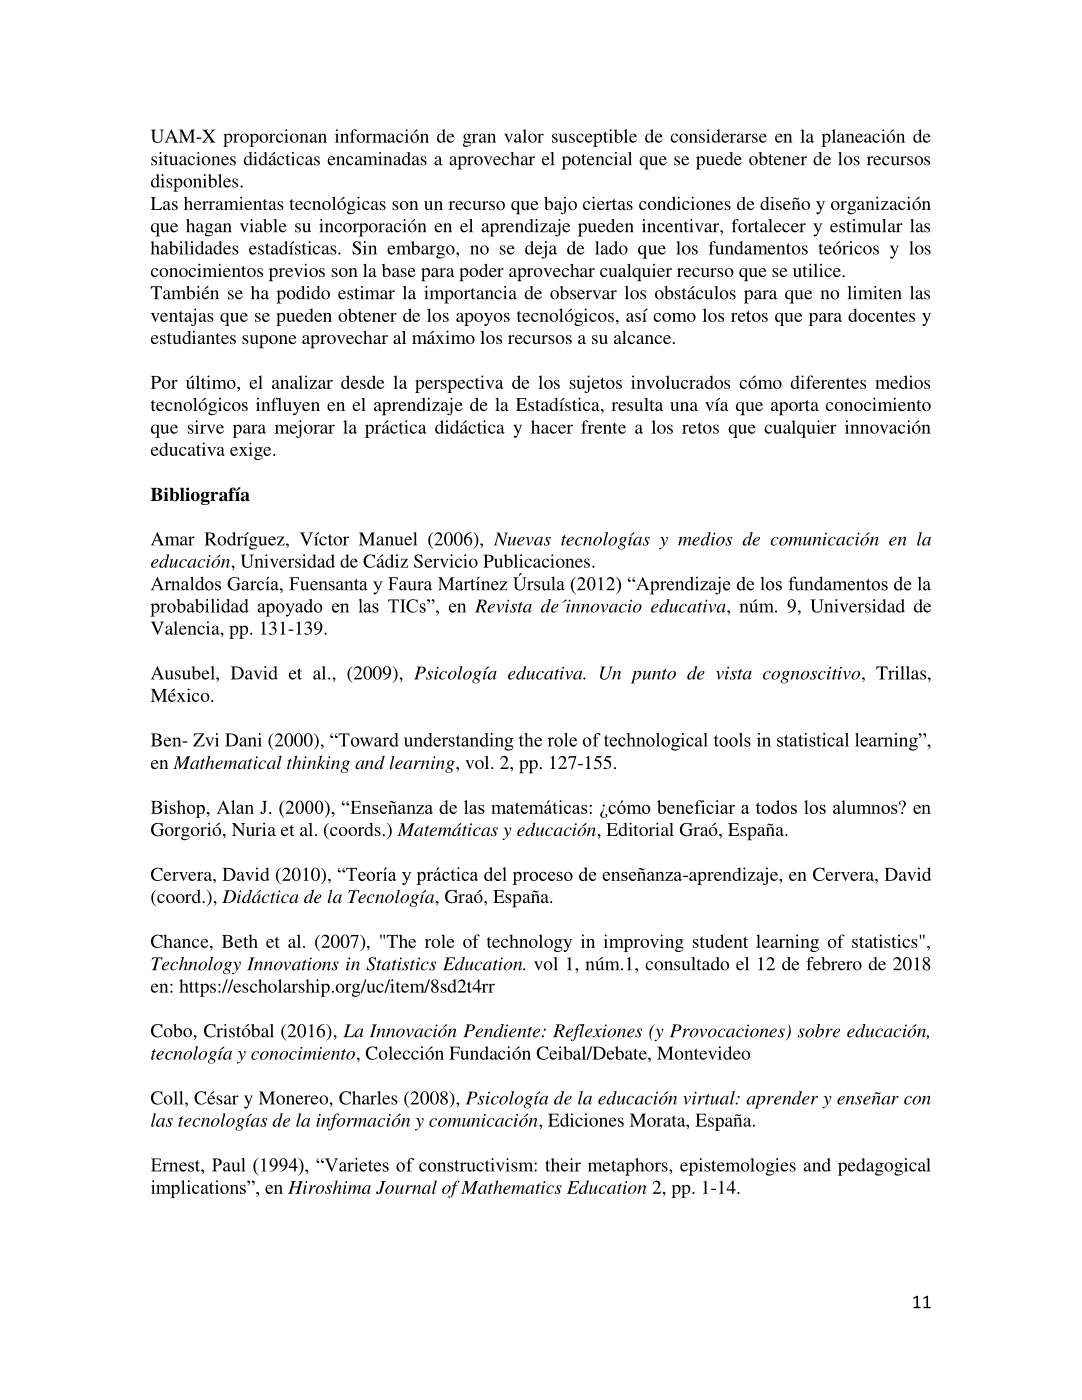 UAM-X proporcionan información de gran valor susceptible de considerarse en la planeación de
situaciones didácticas encaminadas a aprovechar el potencial que se puede obtener de los recursos
disponibles.
Las herramientas tecnológicas son un recurso que bajo ciertas condiciones de diseño y organización
que hagan viable su incorporación en el aprendizaje pueden incentivar, fortalecer y estimular las
habilidades estadísticas. Sin embargo, no se deja de lado que los fundamentos teóricos y los
conocimientos previos son la base para poder aprovechar cualquier recurso que se utilice.
También se ha podido estimar la importancia de observar los obstáculos para que no limiten las
ventajas que se pueden obtener de los apoyos tecnológicos, así como los retos que para docentes y
estudiantes supone aprovechar al máximo los recursos a su alcance.
Por último, el analizar desde la perspectiva de los sujetos involucrados cómo diferentes medios
tecnológicos influyen en el aprendizaje de la Estadística, resulta una vía que aporta conocimiento
que sirve para mejorar la práctica didáctica y hacer frente a los retos que cualquier innovación
educativa exige.
Bibliografía
Amar Rodríguez, Víctor Manuel (2006), Nuevas tecnologías y medios de comunicación en la
educación, Universidad de Cádiz Servicio Publicaciones.
Arnaldos García, Fuensanta y Faura Martínez Úrsula (2012) “Aprendizaje de los fundamentos de la
probabilidad apoyado en las TICs”, en Revista de´innovacio educativa, núm. 9, Universidad de
Valencia, pp. 131-139.
Ausubel, David et al., (2009), Psicología educativa. Un punto de vista cognoscitivo, Trillas,
México.
Ben- Zvi Dani (2000), “Toward understanding the role of technological tools in statistical learning”,
en Mathematical thinking and learning, vol. 2, pp. 127-155.
Bishop, Alan J. (2000), “Enseñanza de las matemáticas: ¿cómo beneficiar a todos los alumnos? en
Gorgorió, Nuria et al. (coords.) Matemáticas y educación, Editorial Graó, España.
Cervera, David (2010), “Teoría y práctica del proceso de enseñanza-aprendizaje, en Cervera, David
(coord.), Didáctica de la Tecnología, Graó, España.
Chance, Beth et al. (2007), "The role of technology in improving student learning of statistics",
Technology Innovations in Statistics Education. vol 1, núm.1, consultado el 12 de febrero de 2018
en: https://escholarship.org/uc/item/8sd2t4rr
Cobo, Cristóbal (2016), La Innovación Pendiente: Reflexiones (y Provocaciones) sobre educación,
tecnología y conocimiento, Colección Fundación Ceibal/Debate, Montevideo
Coll, César y Monereo, Charles (2008), Psicología de la educación virtual: aprender y enseñar con
las tecnologías de la información y comunicación, Ediciones Morata, España.
Ernest, Paul (1994), “Varietes of constructivism: their metaphors, epistemologies and pedagogical
implications”, en Hiroshima Journal of Mathematics Education 2, pp. 1-14.
11